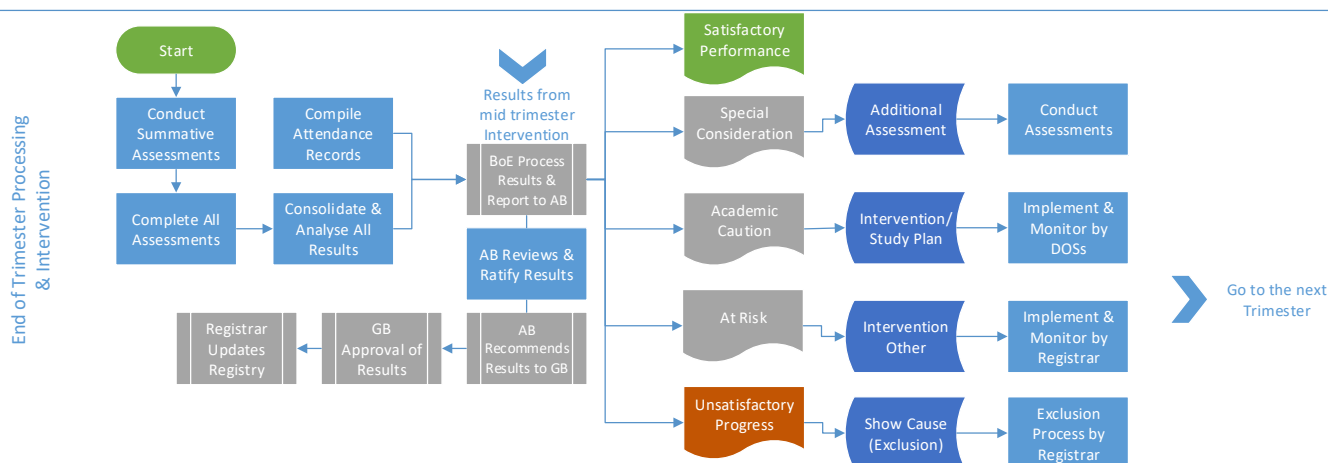 End of Trimester Processing
& Intervention
Start
Conduct
Summative
Assessments
Complete All
Assessments
Compile
Attendance
Records
Consolidate &
Analyse All
Results
Results from
mid trimester
Intervention
BoE Process
Results &
Report to AB
AB Reviews &
Ratify Results
AB
Recommends
Results to GB
GB
Approval of
Results
Registrar
Updates
Registry
Satisfactory
Performance
Special
Consideration
Additional
Assessment
Conduct
Assessments
Academic
Caution
Intervention/
Study Plan
Implement &
Monitor by
DOSs
At Risk
Intervention
Other
Implement &
Monitor by
Registrar
Unsatisfactory
Progress
Show Cause
(Exclusion)
Exclusion
Process by
Registrar
Go to the next
Trimester